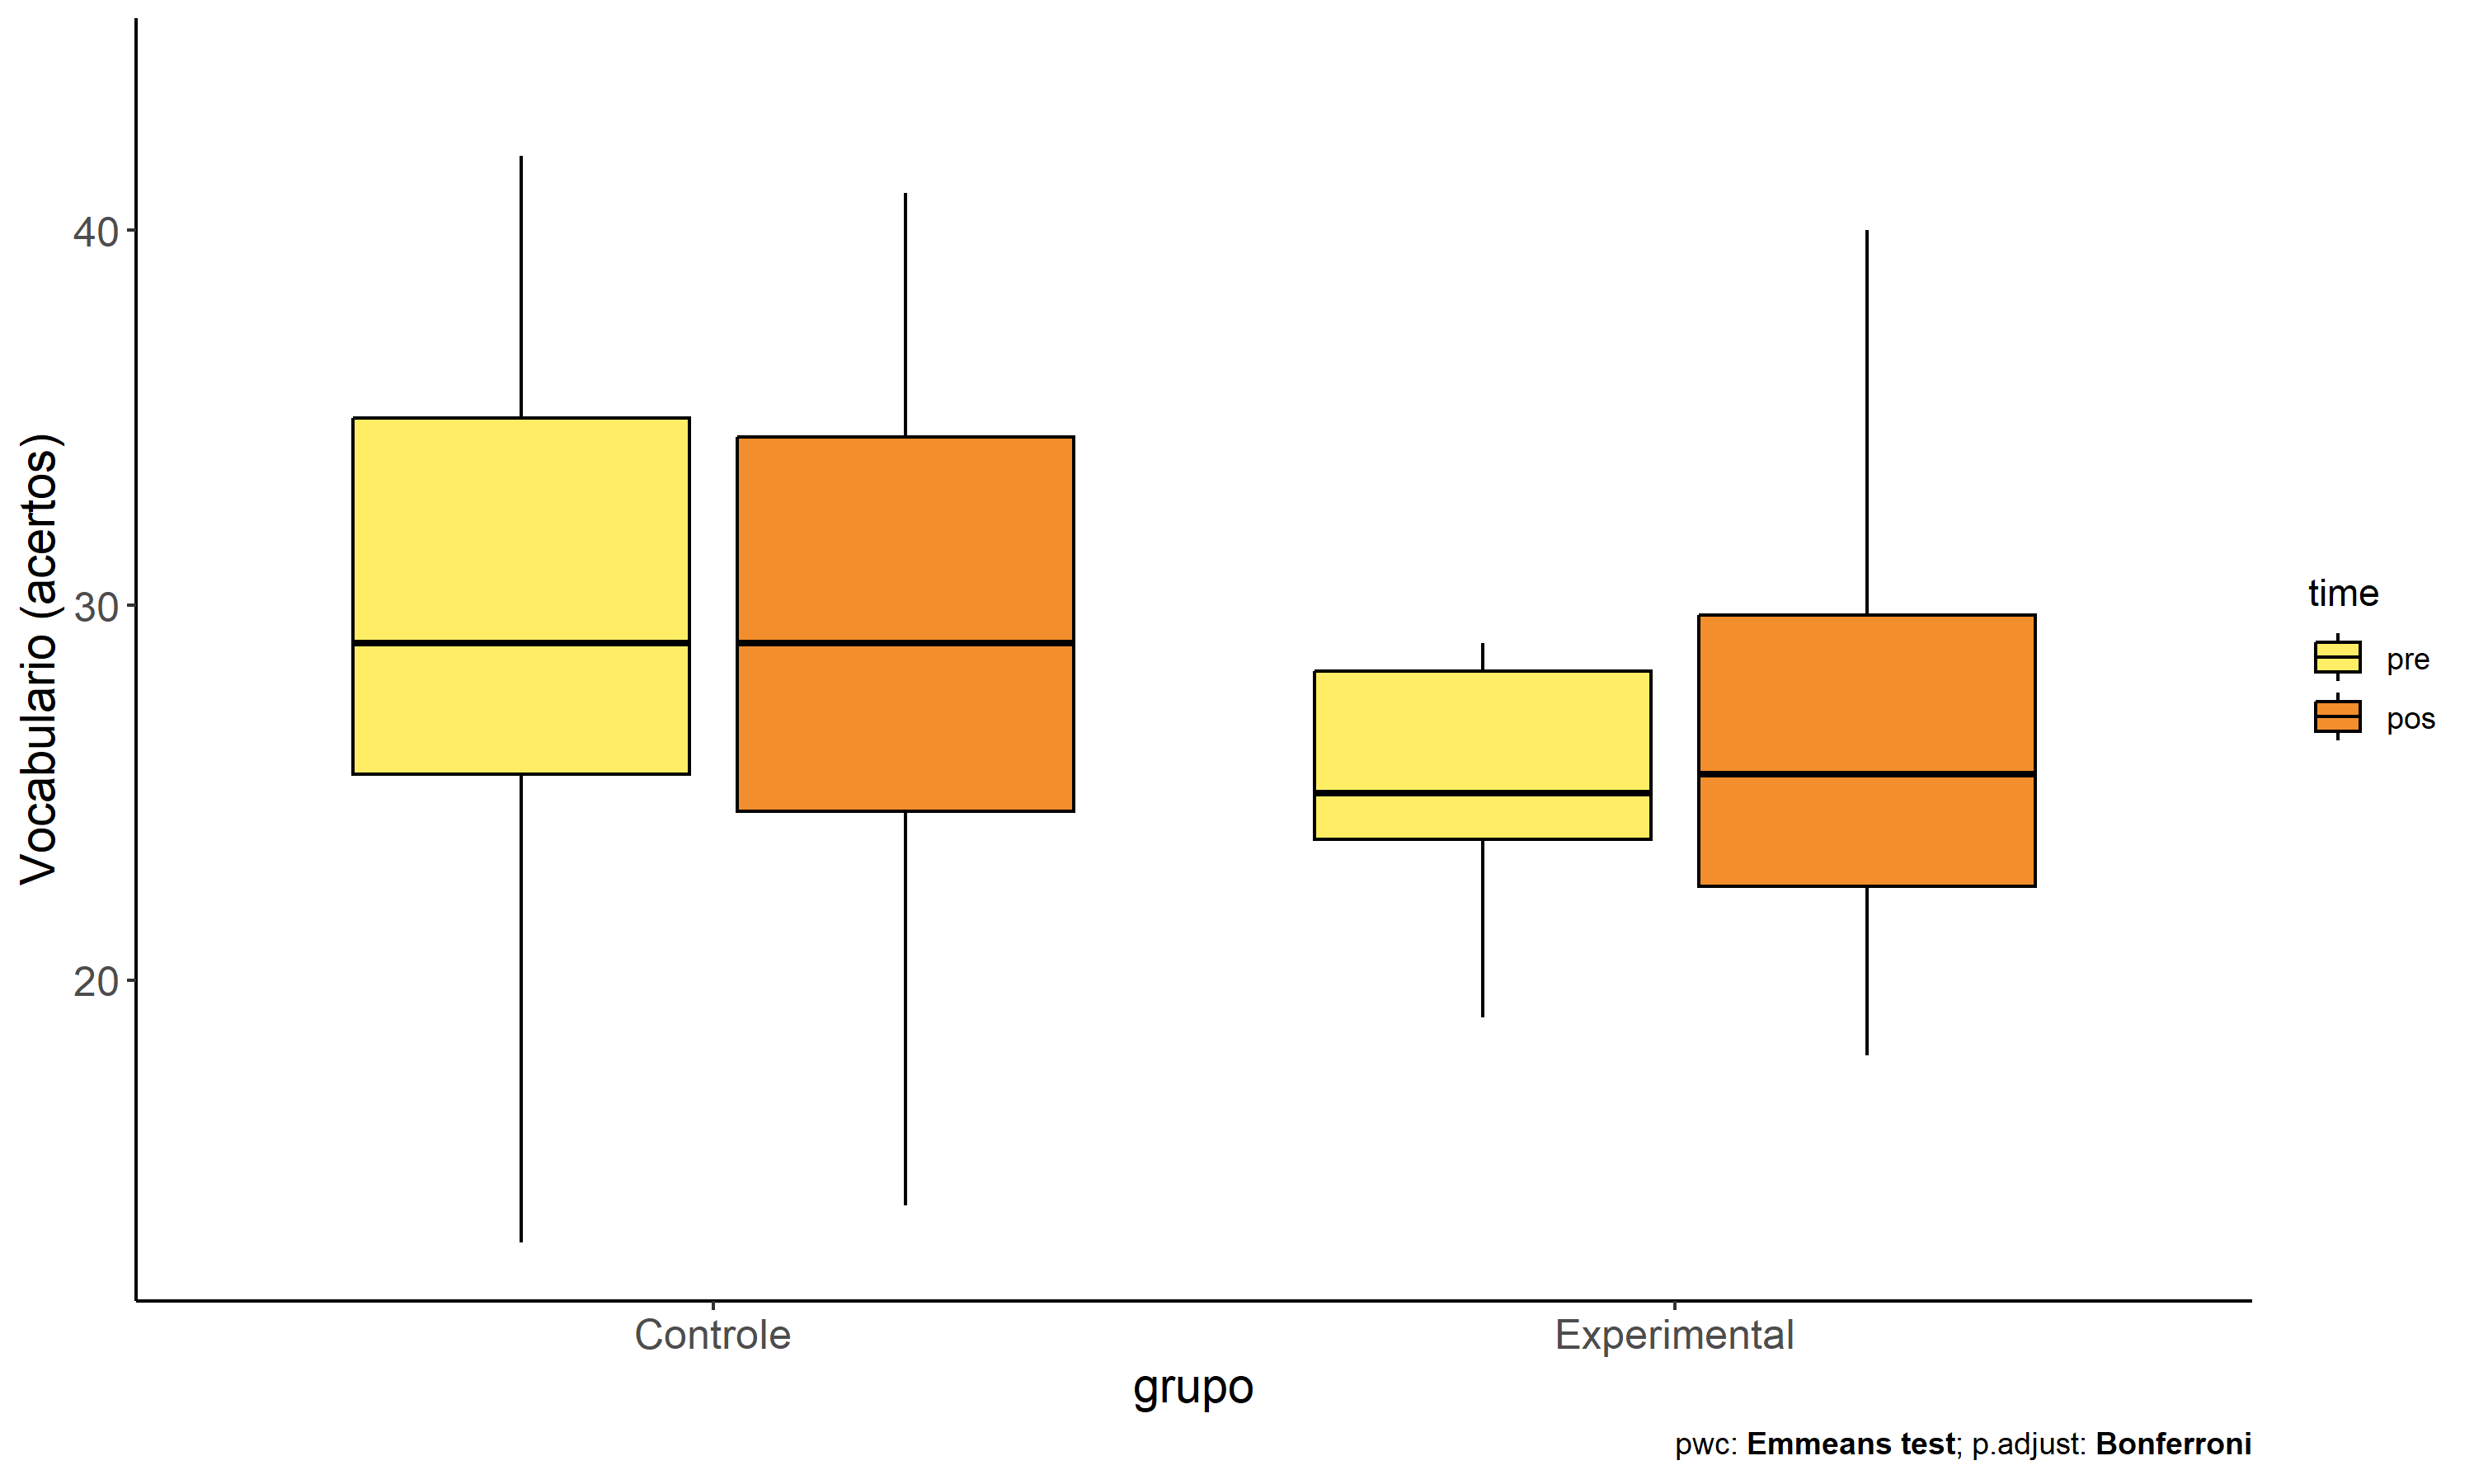 Vocabulario (acertos)
40
30
20
Controle
Experimental
grupo
time
pre
pos
pwc: Emmeans test; p.adjust: Bonferroni